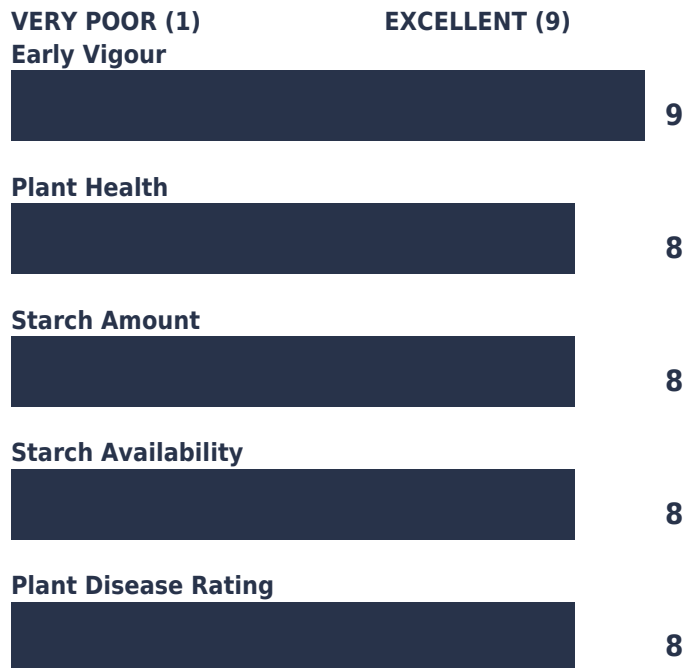 VERY POOR (1) EXCELLENT (9)
Early Vigour
9
Plant Health
8
Starch Amount
8
Starch Availability
8
Plant Disease Rating
8